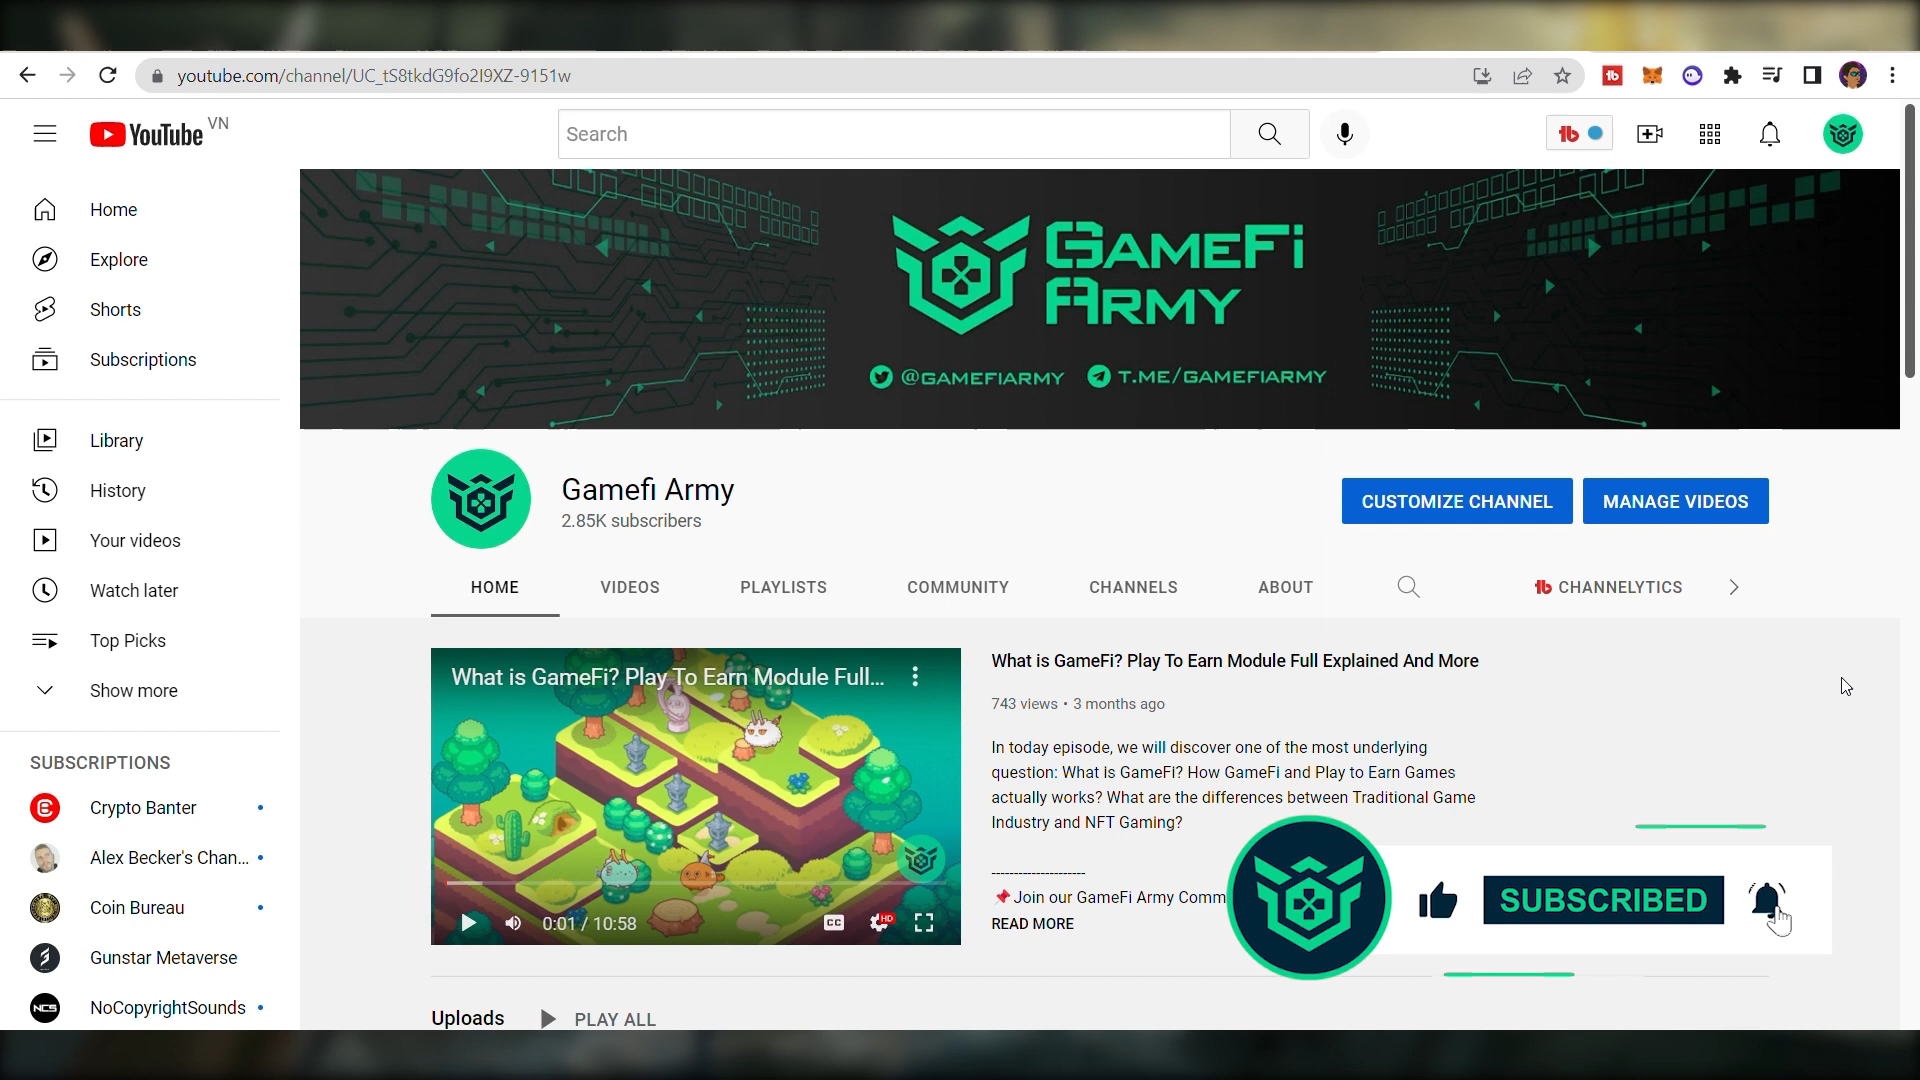 youtube.com/channel/UC_tS8tkdG9fo2I9XZ-9151w
YouTube VN
Search
Home
Explore
Shorts
Subscriptions
Library
History
Your videos
Watch later
Top Picks
Show more
SUBSCRIPTIONS
Crypto Banter
Alex Becker's Chan...
Coin Bureau
Gunstar Metaverse
NCS
NoCopyrightSounds
GAMEFI
ARMY
@GAMEFIARMY T.ME/GAMEFIARMY
Gamefi Army
2.85K subscribers
CUSTOMIZE CHANNEL MANAGE VIDEOS
HOME VIDEOS PLAYLISTS COMMUNITY CHANNELS ABOUT CHANNELYTICS
What is GameFi? Play To Earn Module Full...
0:01 / 10:58
CC
HD
What is GameFi? Play To Earn Module Full Explained And More
743 views • 3 months ago
In today episode, we will discover one of the most underlying
question: What is GameFi? How GameFi and Play to Earn Games
actually works? What are the differences between Traditional Game
Industry and NFT Gaming?
---------------------
📌Join our GameFi Army Comm
READ MORE
SUBSCRIBED
Uploads PLAY ALL